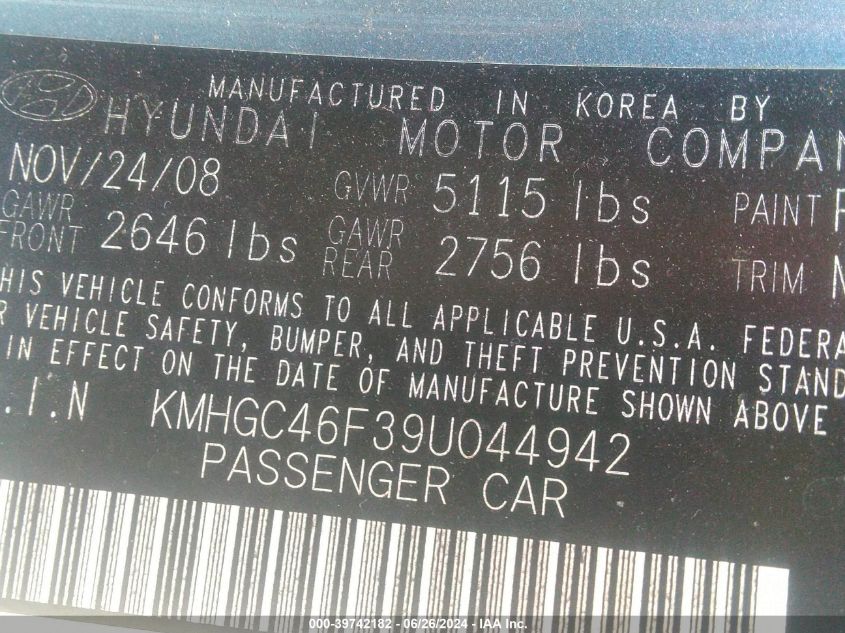 MANUFACTURED IN KOREA BY
HYUNDAI MOTOR COMPAN
NOV/24/08 GVWR 5115 lbs PAINT
GAWR FRONT 2646 lbs GAWR REAR 2756 lbs TRIM
HIS VEHICLE CONFORMS TO ALL APPLICABLE U.S.A. FEDERA
R VEHICLE SAFETY, BUMPER, AND THEFT PREVENTION STAND
IN EFFECT ON THE DATE OF MANUFACTURE SHOWN ABOVE
.I.N KMHGC46F39U044942
PASSENGER CAR
000-39742182 - 06/26/2024 - IAA Inc.